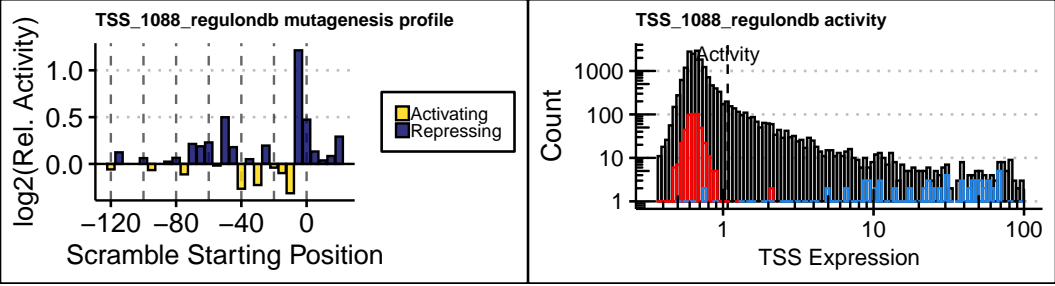 TSS_1088_regulondb mutagenesis profile
log2(Rel. Activity)
1.0
0.5
0.0
−120 −80 −40 0
Scramble Starting Position
Activating
Repressing
TSS_1088_regulondb activity
Activity
Count
1000
100
10
1
1 10 100
TSS Expression